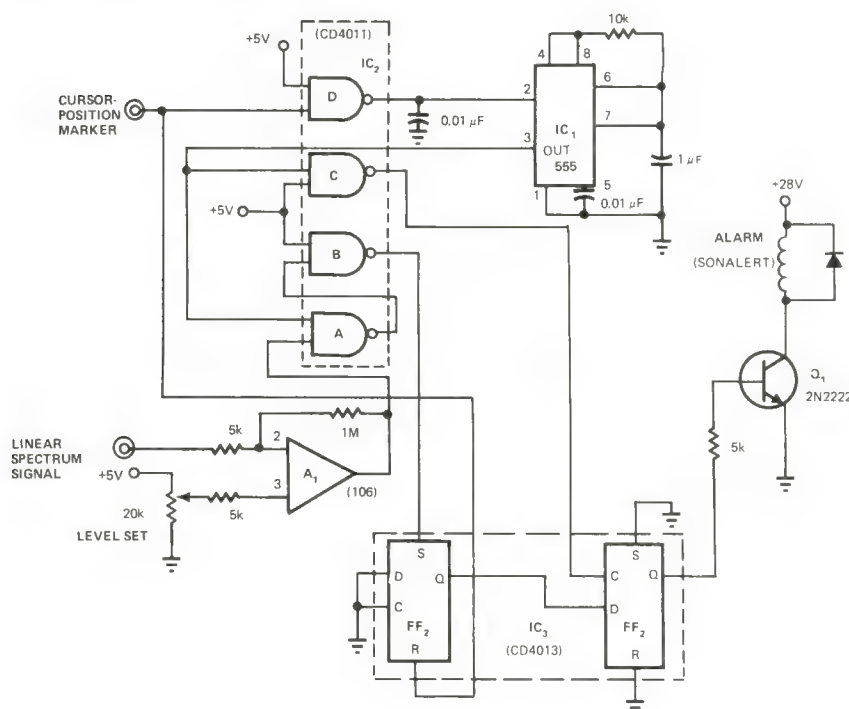 (CD4011)
+5V
IC2
D
CURSOR-
POSITION
MARKER
0.01 μF
C
+5V
B
A
10k
4
8
2
6
3
IC1
7
OUT
555
1
5
0.01 μF
1 μF
+28V
ALARM
(SONALERT)
Q1
2N2222
5k
LINEAR
SPECTRUM
SIGNAL
5k
1M
2
A1
3
(106)
+5V
20k
5k
LEVEL SET
S
D
Q
C
FF2
R
IC3
(CD4013)
S
C
Q
D
FF2
R